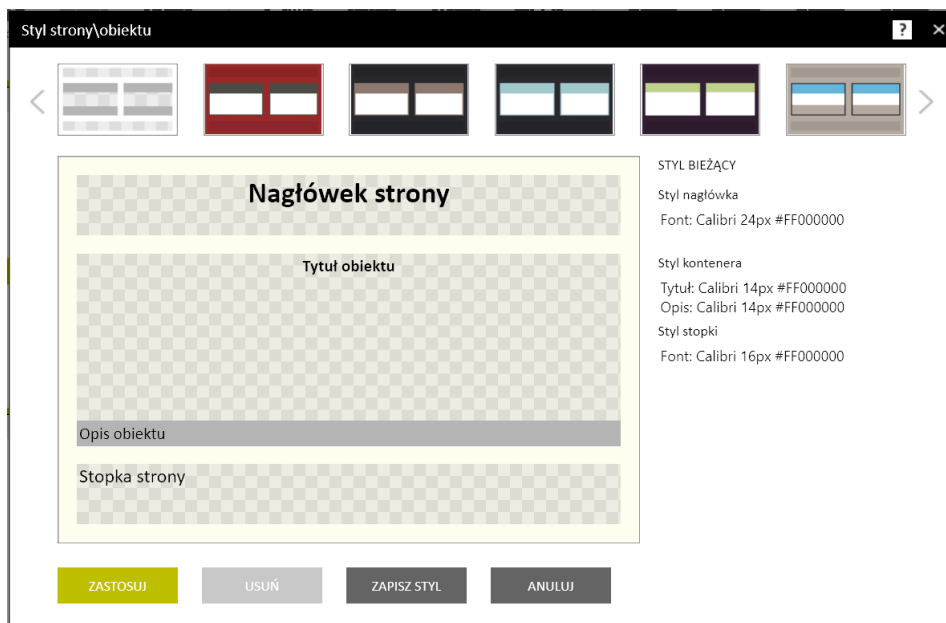 Styl strony\obiektu
?
Nagłówek strony
Tytuł obiektu
Opis obiektu
Stopka strony
STYL BIEŻĄCY
Styl nagłówka
Font: Calibri 24px #FF000000
Styl kontenera
Tytuł: Calibri 14px #FF000000
Opis: Calibri 14px #FF000000
Styl stopki
Font: Calibri 16px #FF000000
ZASTOSUJ
USUŃ
ZAPISZ STYL
ANULUJ